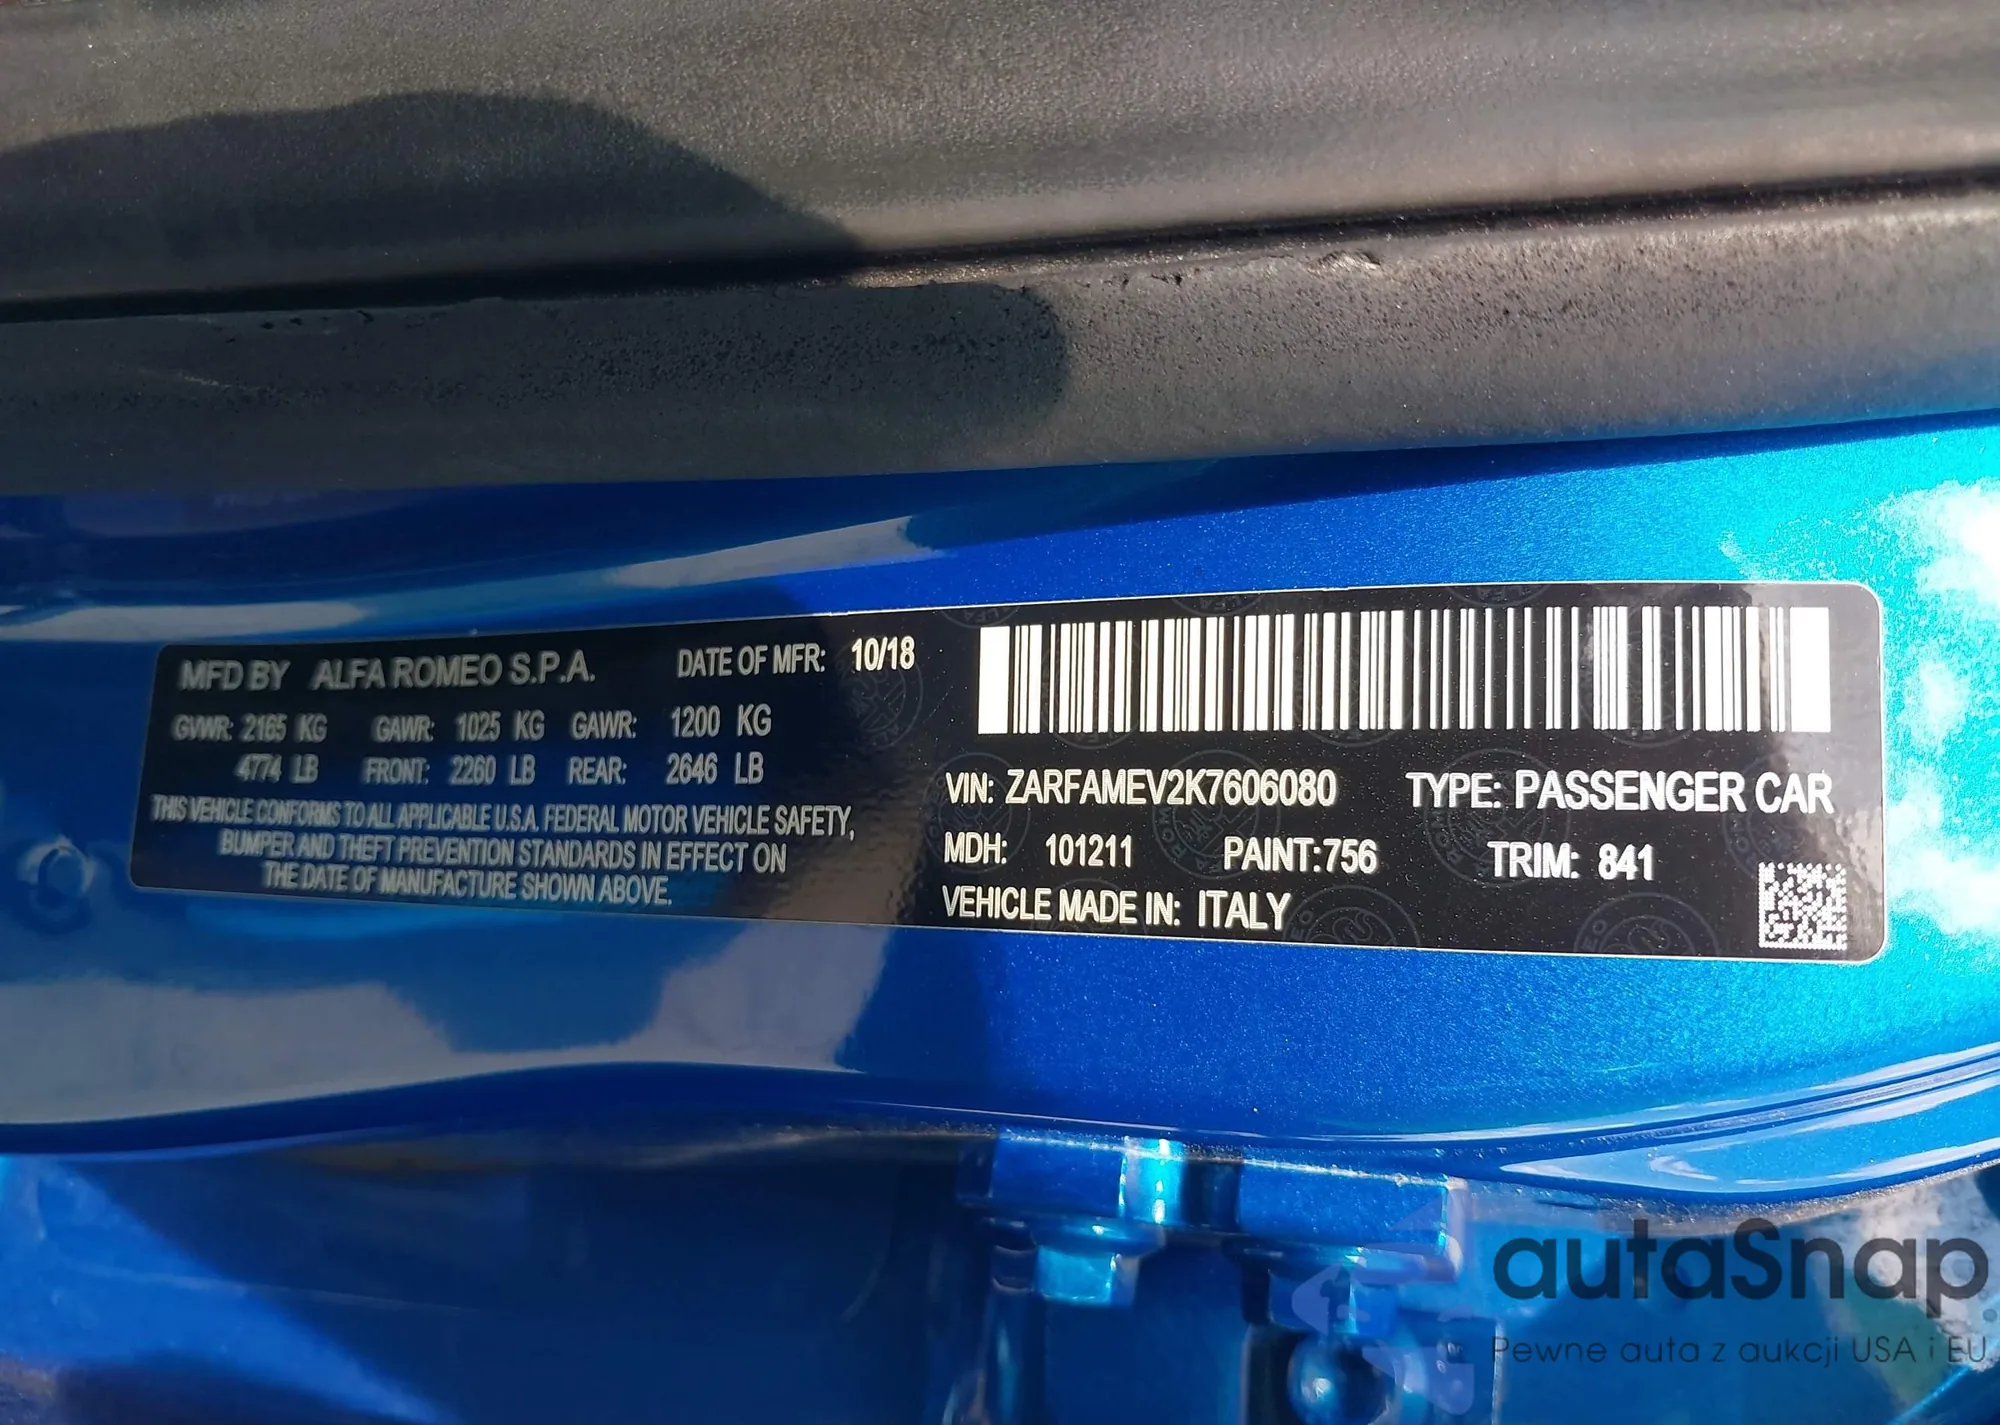 MFD BY ALFA ROMEO S.P.A. DATE OF MFR: 10/18
GVWR: 2165 KG GAWR: 1025 KG GAWR: 1200 KG
4774 LB FRONT: 2260 LB REAR: 2646 LB
THIS VEHICLE CONFORMS TO ALL APPLICABLE U.S.A. FEDERAL MOTOR VEHICLE SAFETY,
BUMPER AND THEFT PREVENTION STANDARDS IN EFFECT ON
THE DATE OF MANUFACTURE SHOWN ABOVE.
VIN: ZARFAMEV2K7606080 TYPE: PASSENGER CAR
MDH: 101211 PAINT:756 TRIM: 841
VEHICLE MADE IN: ITALY
autaSnap
Pewne auta z aukcji USA i EU